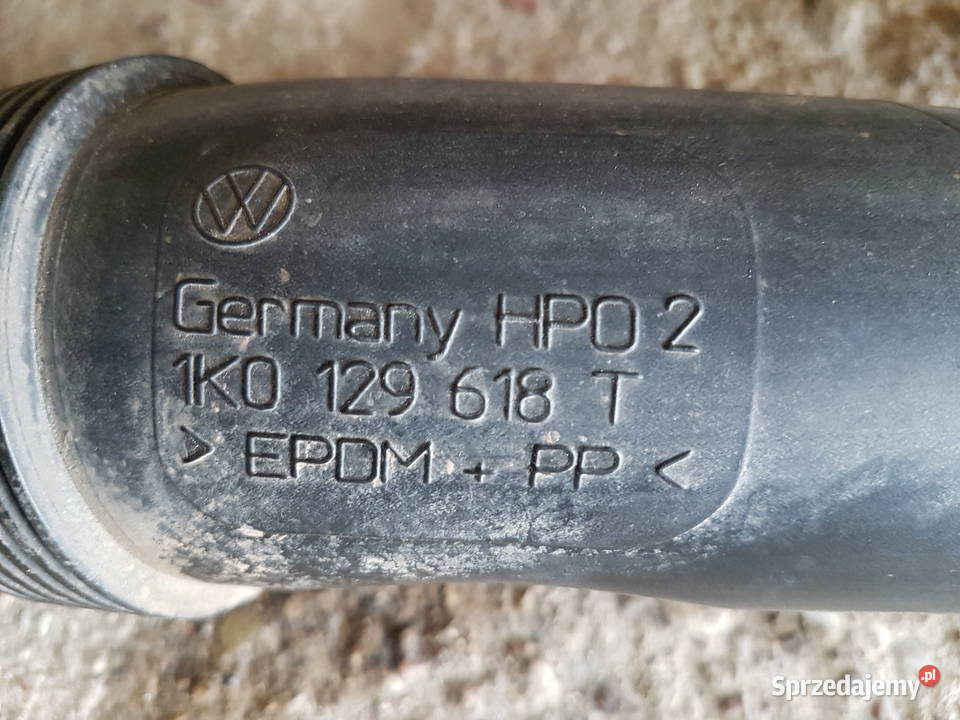 VW
Germany HPO 2
1K0 129 618 T
> EPDM + PP <
Sprzedajemy.pl